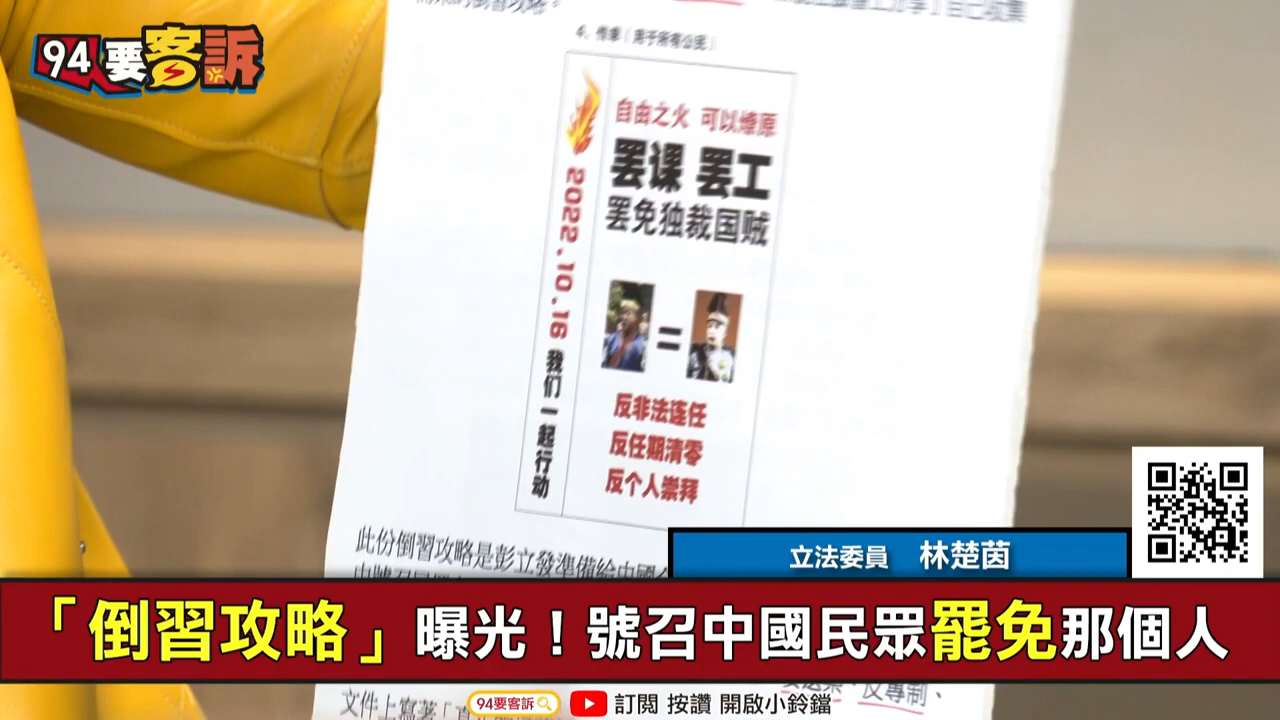 94要客訴
4、传单（用于所有公民）
自由之火 可以燎原
罢课 罢工
罢免独裁国贼
2022.10.16 我们一起行动
=
反非法连任
反任期清零
反个人崇拜
此份倒習攻略是彭立發準備給中國
立法委員 林楚茵
「倒習攻略」曝光！號召中國民眾罷免那個人
文件上寫著
反專制、
94要客訴
訂閱 按讚 開啟小鈴鐺